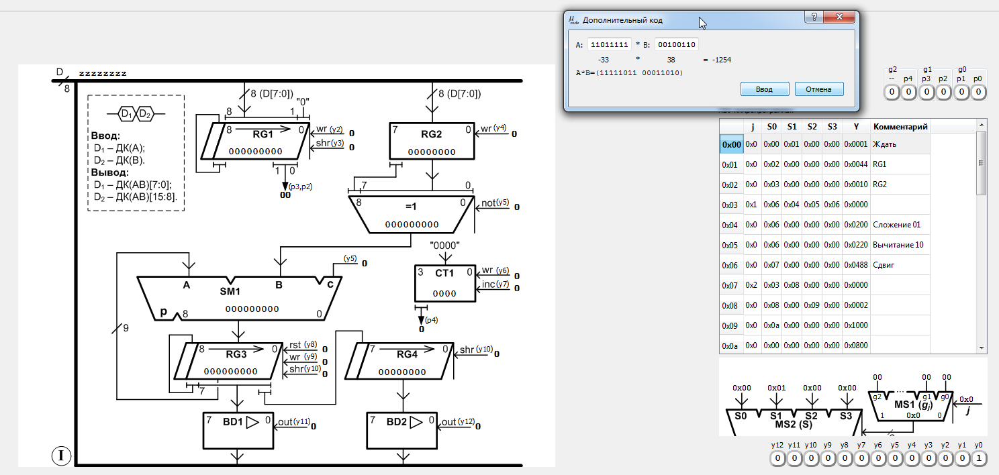 μcode Дополнительный код
A: 11011111 * B: 00100110
-33 * 38 = -1254
A*B=(11111011 00011010)
Ввод Отмена
D zzzzzzzz
8
D1 D2
Ввод:
D1 – ДК(A);
D2 – ДК(B).
Вывод:
D1 – ДК(AB)[7:0];
D2 – ДК(AB)[15:8].
8 (D[7:0])
8 1 "0"
8 0
RG1
000000000
wr(y2) 0
shr(y3) 0
1 0
(p3,p2)
00
8 (D[7:0])
7 RG2 0
00000000
wr(y4) 0
7 0
8 =1 0
000000000
not(y5) 0
"0000"
3 CT1 0
0000
wr (y6) 0
inc(y7) 0
(p4)
0
(y5) 0
A B C
SM1
000000000
p 8 0
9
8 0
RG3
000000000
rst (y8) 0
wr (y9) 0
shr(y10) 0
7
7 0
RG4
00000000
shr(y10) 0
7 BD1 0
out(y11) 0
7 BD2 0
out(y12) 0
I
g2 g1 g0
-- p4 p3 p2 p1 p0
0 0 0 0 0 0
j S0 S1 S2 S3 Y Комментарий
0x00 0x0 0x00 0x01 0x00 0x00 0x0001 Ждать
0x01 0x0 0x02 0x00 0x00 0x00 0x0044 RG1
0x02 0x0 0x03 0x00 0x00 0x00 0x0010 RG2
0x03 0x1 0x06 0x04 0x05 0x06 0x0000
0x04 0x0 0x06 0x00 0x00 0x00 0x0200 Сложение 01
0x05 0x0 0x06 0x00 0x00 0x00 0x0220 Вычитание 10
0x06 0x0 0x07 0x00 0x00 0x00 0x0488 Сдвиг
0x07 0x2 0x03 0x08 0x00 0x00 0x0000
0x08 0x0 0x08 0x00 0x09 0x00 0x0002
0x09 0x0 0x0a 0x00 0x00 0x00 0x1000
0x0a 0x0 0x00 0x00 0x00 0x00 0x0800
00 00 00
0x00 0x01 0x00 0x00
g2 ... g1 g0
MS1 (gj)
1 0x0 0
0x0
j
S0 S1 S2 S3
MS2 (S)
y12 y11 y10 y9 y8 y7 y6 y5 y4 y3 y2 y1 y0
0 0 0 0 0 0 0 0 0 0 0 0 1